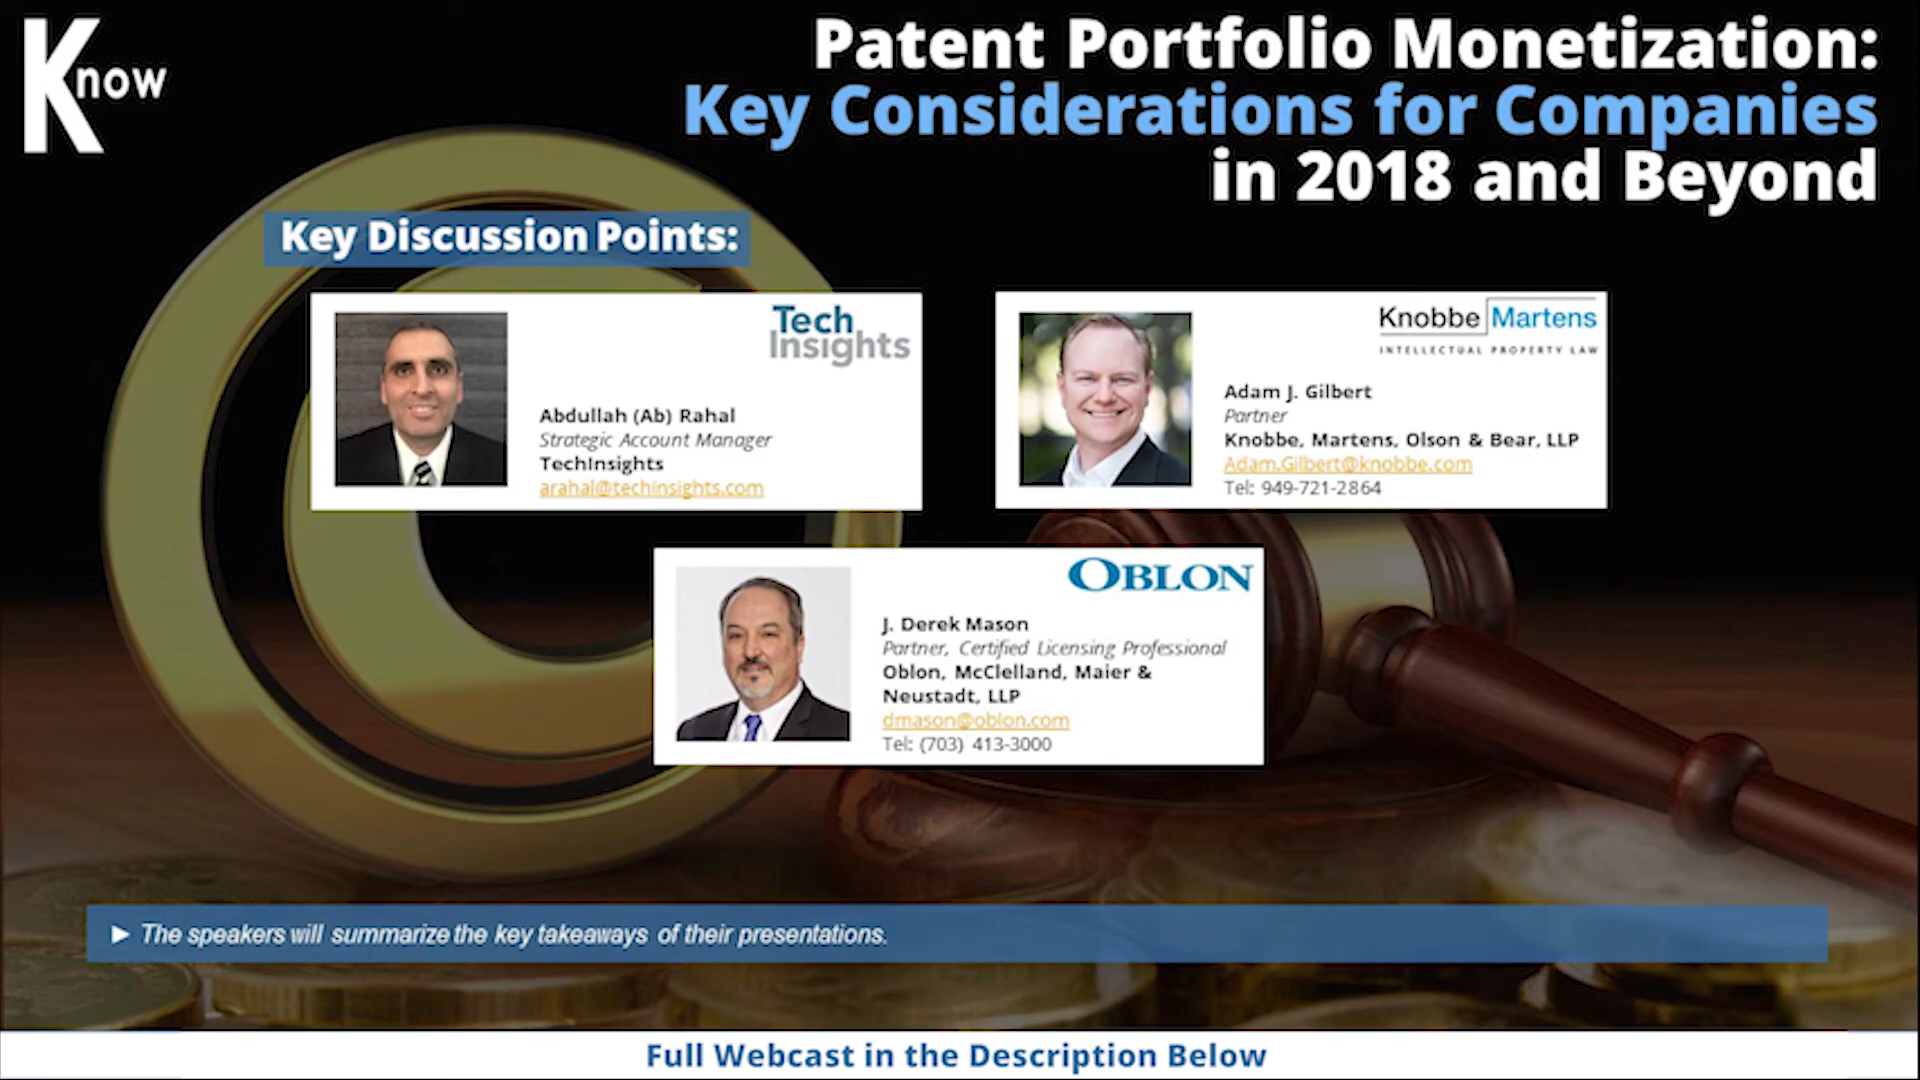 Know
Patent Portfolio Monetization:
Key Considerations for Companies
in 2018 and Beyond
Key Discussion Points:
Tech
Insights
Abdullah (Ab) Rahal
Strategic Account Manager
TechInsights
arahal@techinsights.com
Knobbe Martens
INTELLECTUAL PROPERTY LAW
Adam J. Gilbert
Partner
Knobbe, Martens, Olson & Bear, LLP
Adam.Gilbert@knobbe.com
Tel: 949-721-2864
OBLON
J. Derek Mason
Partner, Certified Licensing Professional
Oblon, McClelland, Maier &
Neustadt, LLP
dmason@oblon.com
Tel: (703) 413-3000
► The speakers will summarize the key takeaways of their presentations.
Full Webcast in the Description Below